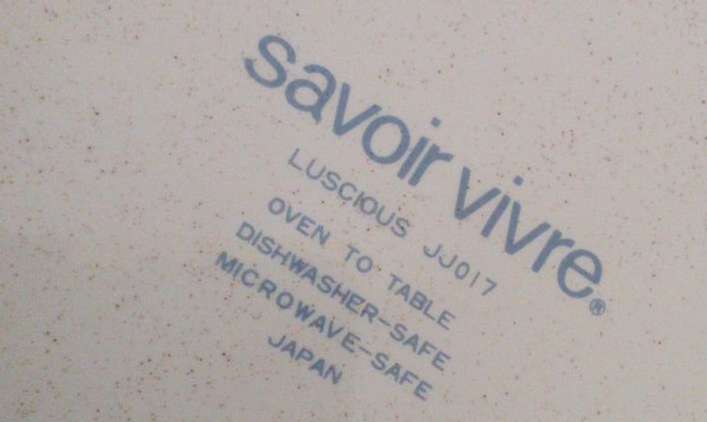 savoir vivre®
LUSCIOUS JJ017
OVEN TO TABLE
DISHWASHER-SAFE
MICROWAVE-SAFE
JAPAN